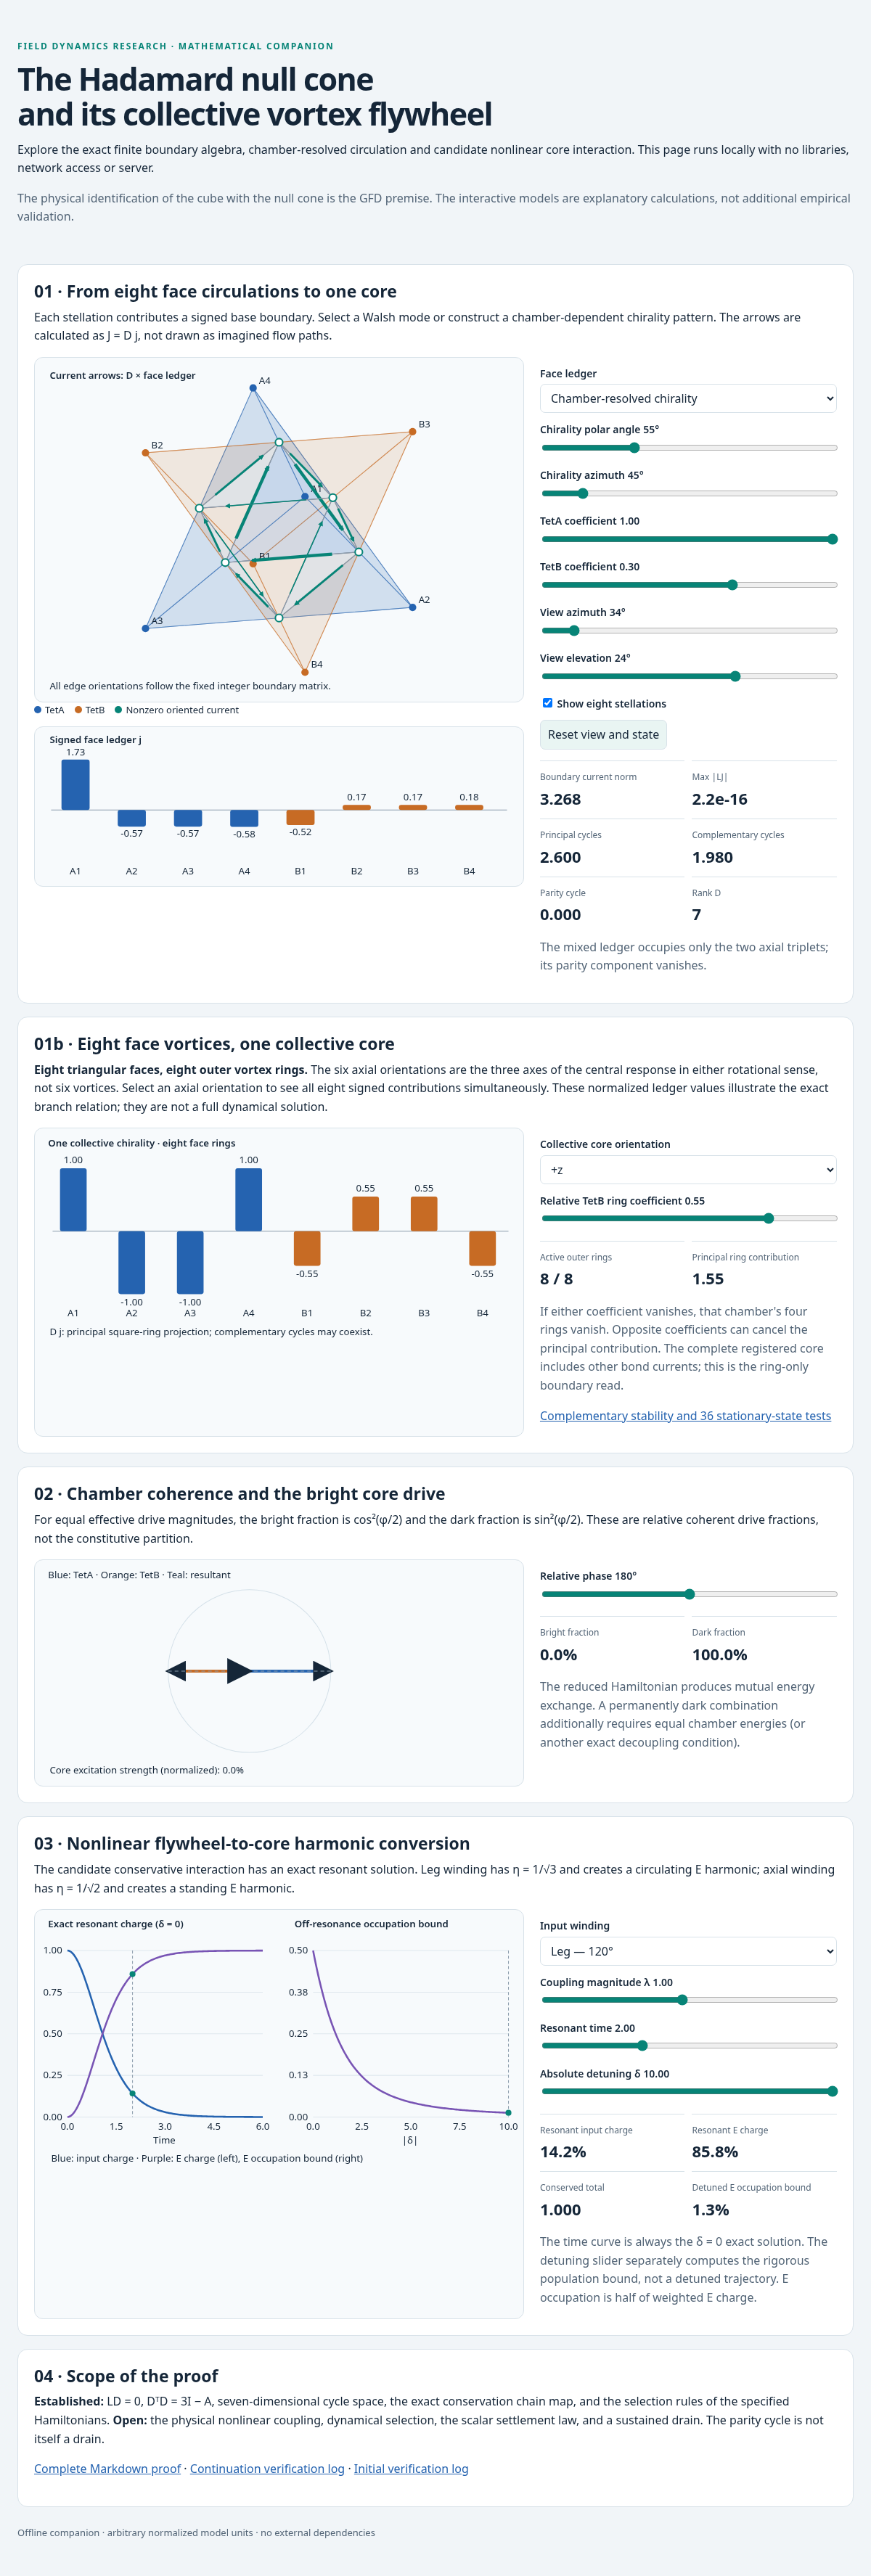 FIELD DYNAMICS RESEARCH · MATHEMATICAL COMPANION
The Hadamard null cone
and its collective vortex flywheel
Explore the exact finite boundary algebra, chamber-resolved circulation and candidate nonlinear core interaction. This page runs locally with no libraries,
network access or server.
The physical identification of the cube with the null cone is the GFD premise. The interactive models are explanatory calculations, not additional empirical
validation.
01 · From eight face circulations to one core
Each stellation contributes a signed base boundary. Select a Walsh mode or construct a chamber-dependent chirality pattern. The arrows are
calculated as J = D j, not drawn as imagined flow paths.
Current arrows: D × face ledger
A4
B3
B2
A1
B1
A2
A3
B4
All edge orientations follow the fixed integer boundary matrix.
TetA TetB Nonzero oriented current
Signed face ledger j
1.73
-0.57 -0.57 -0.58 -0.52 0.17 0.17 0.18
A1 A2 A3 A4 B1 B2 B3 B4
Face ledger
Chamber-resolved chirality
Chirality polar angle 55°
Chirality azimuth 45°
TetA coefficient 1.00
TetB coefficient 0.30
View azimuth 34°
View elevation 24°
Show eight stellations
Reset view and state
Boundary current norm Max |LJ|
3.268 2.2e-16
Principal cycles Complementary cycles
2.600 1.980
Parity cycle Rank D
0.000 7
The mixed ledger occupies only the two axial triplets;
its parity component vanishes.
01b · Eight face vortices, one collective core
Eight triangular faces, eight outer vortex rings. The six axial orientations are the three axes of the central response in either rotational sense,
not six vortices. Select an axial orientation to see all eight signed contributions simultaneously. These normalized ledger values illustrate the exact
branch relation; they are not a full dynamical solution.
One collective chirality · eight face rings
1.00 -1.00 -1.00 1.00 -0.55 0.55 0.55 -0.55
A1 A2 A3 A4 B1 B2 B3 B4
D j: principal square-ring projection; complementary cycles may coexist.
Collective core orientation
+z
Relative TetB ring coefficient 0.55
Active outer rings Principal ring contribution
8 / 8 1.55
If either coefficient vanishes, that chamber's four
rings vanish. Opposite coefficients can cancel the
principal contribution. The complete registered core
includes other bond currents; this is the ring-only
boundary read.
Complementary stability and 36 stationary-state tests
02 · Chamber coherence and the bright core drive
For equal effective drive magnitudes, the bright fraction is cos²(φ/2) and the dark fraction is sin²(φ/2). These are relative coherent drive fractions,
not the constitutive partition.
Blue: TetA · Orange: TetB · Teal: resultant
Core excitation strength (normalized): 0.0%
Relative phase 180°
Bright fraction Dark fraction
0.0% 100.0%
The reduced Hamiltonian produces mutual energy
exchange. A permanently dark combination
additionally requires equal chamber energies (or
another exact decoupling condition).
03 · Nonlinear flywheel-to-core harmonic conversion
The candidate conservative interaction has an exact resonant solution. Leg winding has η = 1/√3 and creates a circulating E harmonic; axial winding
has η = 1/√2 and creates a standing E harmonic.
Exact resonant charge (δ = 0)
1.00
0.75
0.50
0.25
0.00
0.0 1.5 3.0 4.5 6.0
Time
Off-resonance occupation bound
0.50
0.38
0.25
0.13
0.00
0.0 2.5 5.0 7.5 10.0
|δ|
Blue: input charge · Purple: E charge (left), E occupation bound (right)
Input winding
Leg — 120°
Coupling magnitude λ 1.00
Resonant time 2.00
Absolute detuning δ 10.00
Resonant input charge Resonant E charge
14.2% 85.8%
Conserved total Detuned E occupation bound
1.000 1.3%
The time curve is always the δ = 0 exact solution. The
detuning slider separately computes the rigorous
population bound, not a detuned trajectory. E
occupation is half of weighted E charge.
04 · Scope of the proof
Established: LD = 0, DᵀD = 3I − A, seven-dimensional cycle space, the exact conservation chain map, and the selection rules of the specified
Hamiltonians. Open: the physical nonlinear coupling, dynamical selection, the scalar settlement law, and a sustained drain. The parity cycle is not
itself a drain.
Complete Markdown proof · Continuation verification log · Initial verification log
Offline companion · arbitrary normalized model units · no external dependencies